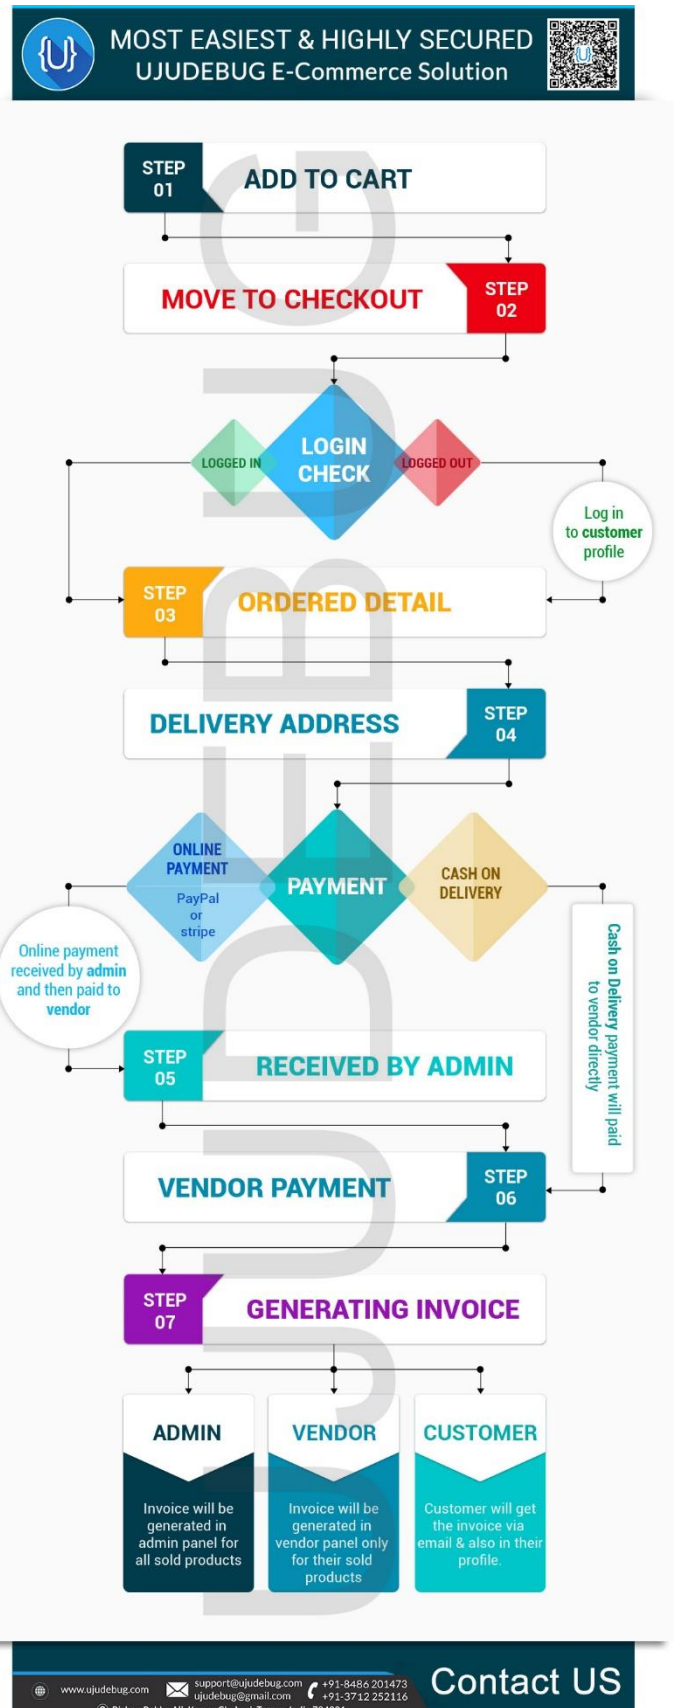 {U}
MOST EASIEST & HIGHLY SECURED
UJUDEBUG E-Commerce Solution
{U}
STEP
01
ADD TO CART
MOVE TO CHECKOUT
STEP
02
LOGGED IN
LOGIN
CHECK
LOGGED OUT
Log in
to customer
profile
STEP
03
ORDERED DETAIL
DELIVERY ADDRESS
STEP
04
ONLINE
PAYMENT
PayPal
or
stripe
PAYMENT
CASH ON
DELIVERY
Online payment
received by admin
and then paid to
vendor
Cash on Delivery payment will paid
to vendor directly
STEP
05
RECEIVED BY ADMIN
VENDOR PAYMENT
STEP
06
STEP
07
GENERATING INVOICE
ADMIN
Invoice will be
generated in
admin panel for
all sold products
VENDOR
Invoice will be
generated in
vendor panel only
for their sold
products
CUSTOMER
Customer will get
the invoice via
email & also in their
profile.
UJUDEBUG
www.ujudebug.com
support@ujudebug.com
ujudebug@gmail.com
+91-8486 201473
+91-3712 252116
Contact US